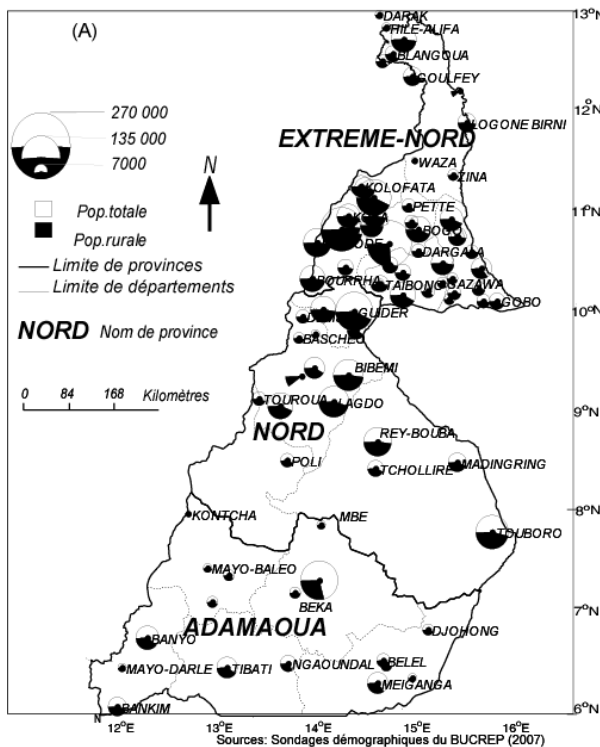 (A)
13°N
12°N
11°N
10°N
9°N
8°N
7°N
6°N
13°E
14°E
15°E
16°E
270 000
135 000
7000
N
Pop.totale
Pop.rurale
Limite de provinces
Limite de départements
NORD Nom de province
0 84 168 Kilomètres
DARAK
HILE-ALIFA
BLANGOUA
GOULFEY
LOGONE BIRNI
EXTREME-NORD
WAZA
ZINA
KOLOFATA
PETTE
BOGO
DARGALA
BOURRHA
TAIBONG
GAZAWA
GOBO
GUIDER
BASCHEO
BIBEMI
TOUROUA
LAGDO
NORD
REY-BOUBA
POLI
TCHOLLIRE
MADINGRING
KONTCHA
MBE
TOUBORO
MAYO-BALEO
BEKA
ADAMAOUA
DJOHONG
BANYO
MAYO-DARLE
TIBATI
NGAOUNDAL
BELEL
MEIGANGA
BANKIM
N
Sources: Sondages démographiques du BUCREP (2007)